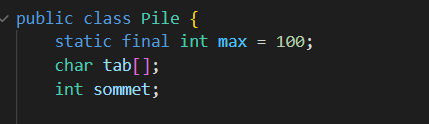 public class Pile {
    static final int max = 100;
    char tab[];
    int sommet;